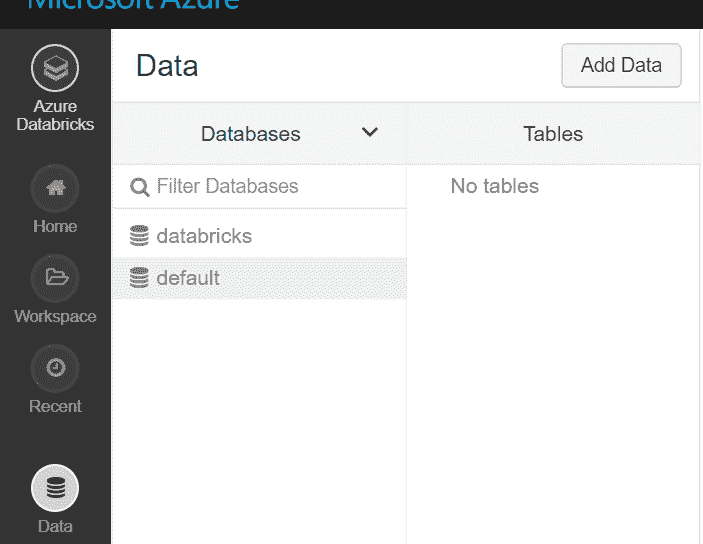 Microsoft Azure
Azure
Databricks
Home
Workspace
Recent
Data
Data
Add Data
Databases
Tables
Filter Databases
No tables
databricks
default